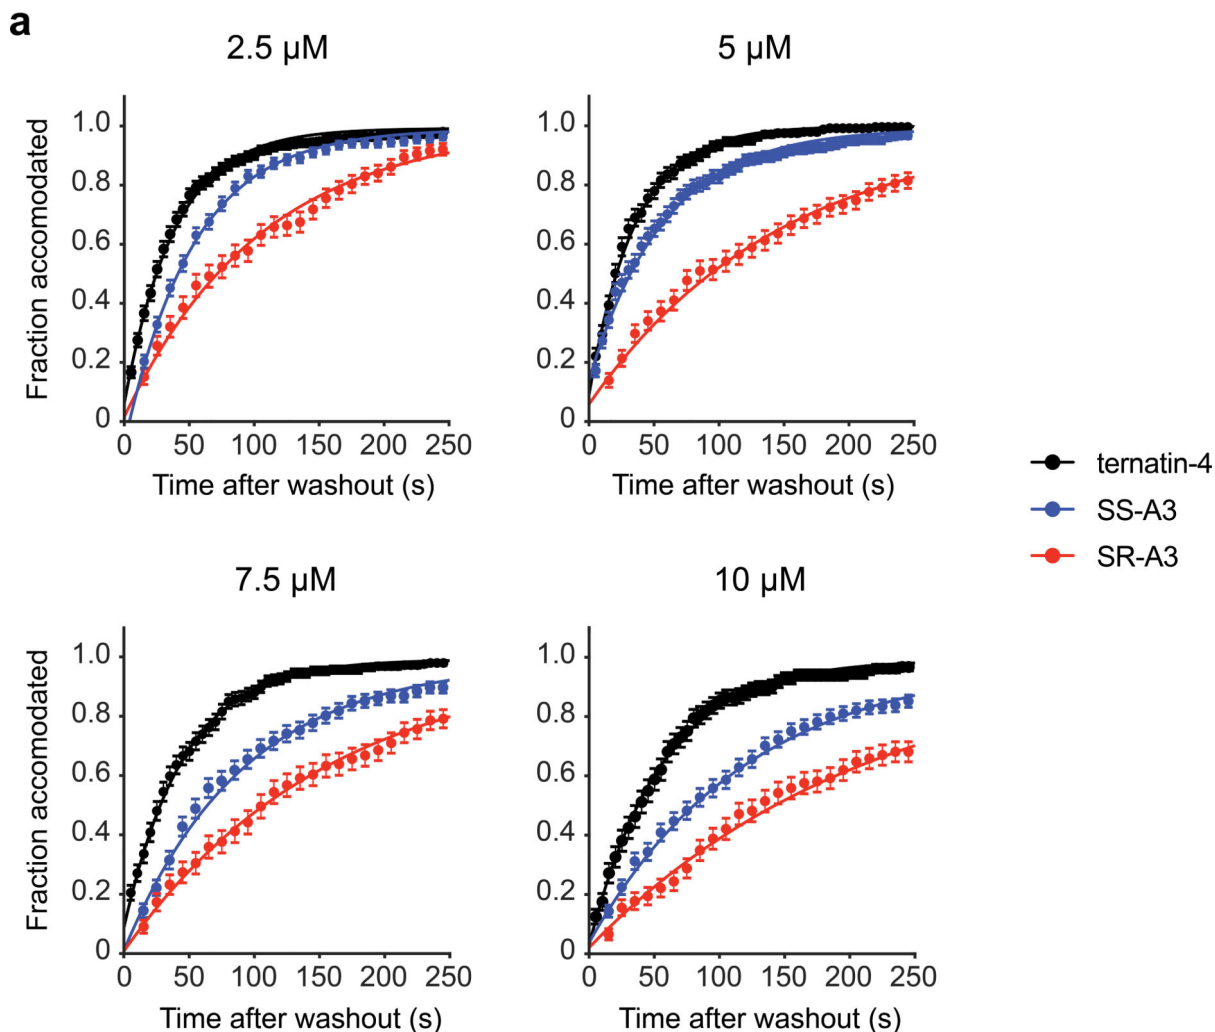 a
2.5 µM
5 µM
Fraction accomodated
1.0
0.8
0.6
0.4
0.2
0
0 50 100 150 200 250
Time after washout (s)
1.0
0.8
0.6
0.4
0.2
0
0 50 100 150 200 250
Time after washout (s)
ternatin-4
SS-A3
SR-A3
7.5 µM
10 µM
Fraction accomodated
1.0
0.8
0.6
0.4
0.2
0
0 50 100 150 200 250
Time after washout (s)
1.0
0.8
0.6
0.4
0.2
0
0 50 100 150 200 250
Time after washout (s)